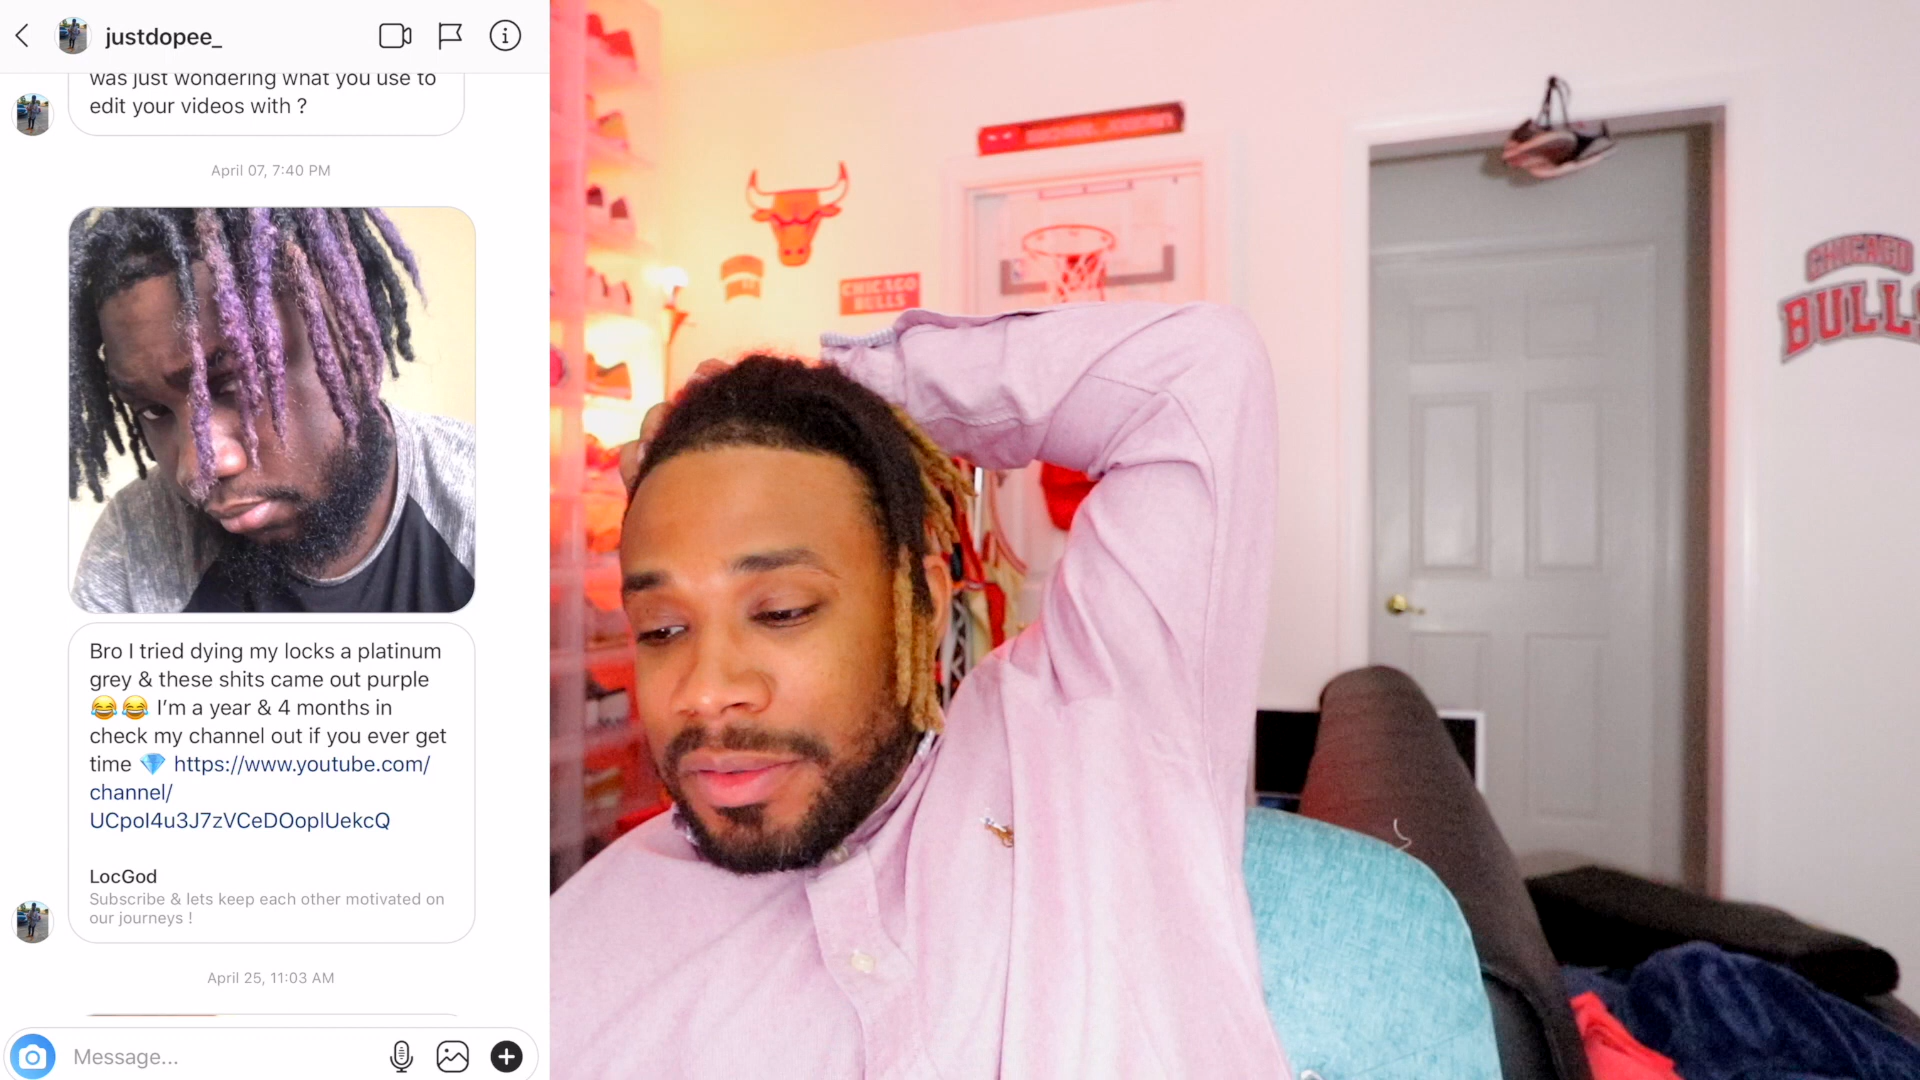 justdopee_
was just wondering what you use to
edit your videos with ?
April 07, 7:40 PM
Bro I tried dying my locks a platinum
grey & these shits came out purple
😂😂 I'm a year & 4 months in
check my channel out if you ever get
time 💎 https://www.youtube.com/
channel/
UCpoI4u3J7zVCeDOopIUekcQ
LocGod
Subscribe & lets keep each other motivated on
our journeys !
April 25, 11:03 AM
Message...
CHICAGO
BULLS
CHICAGO
BULL